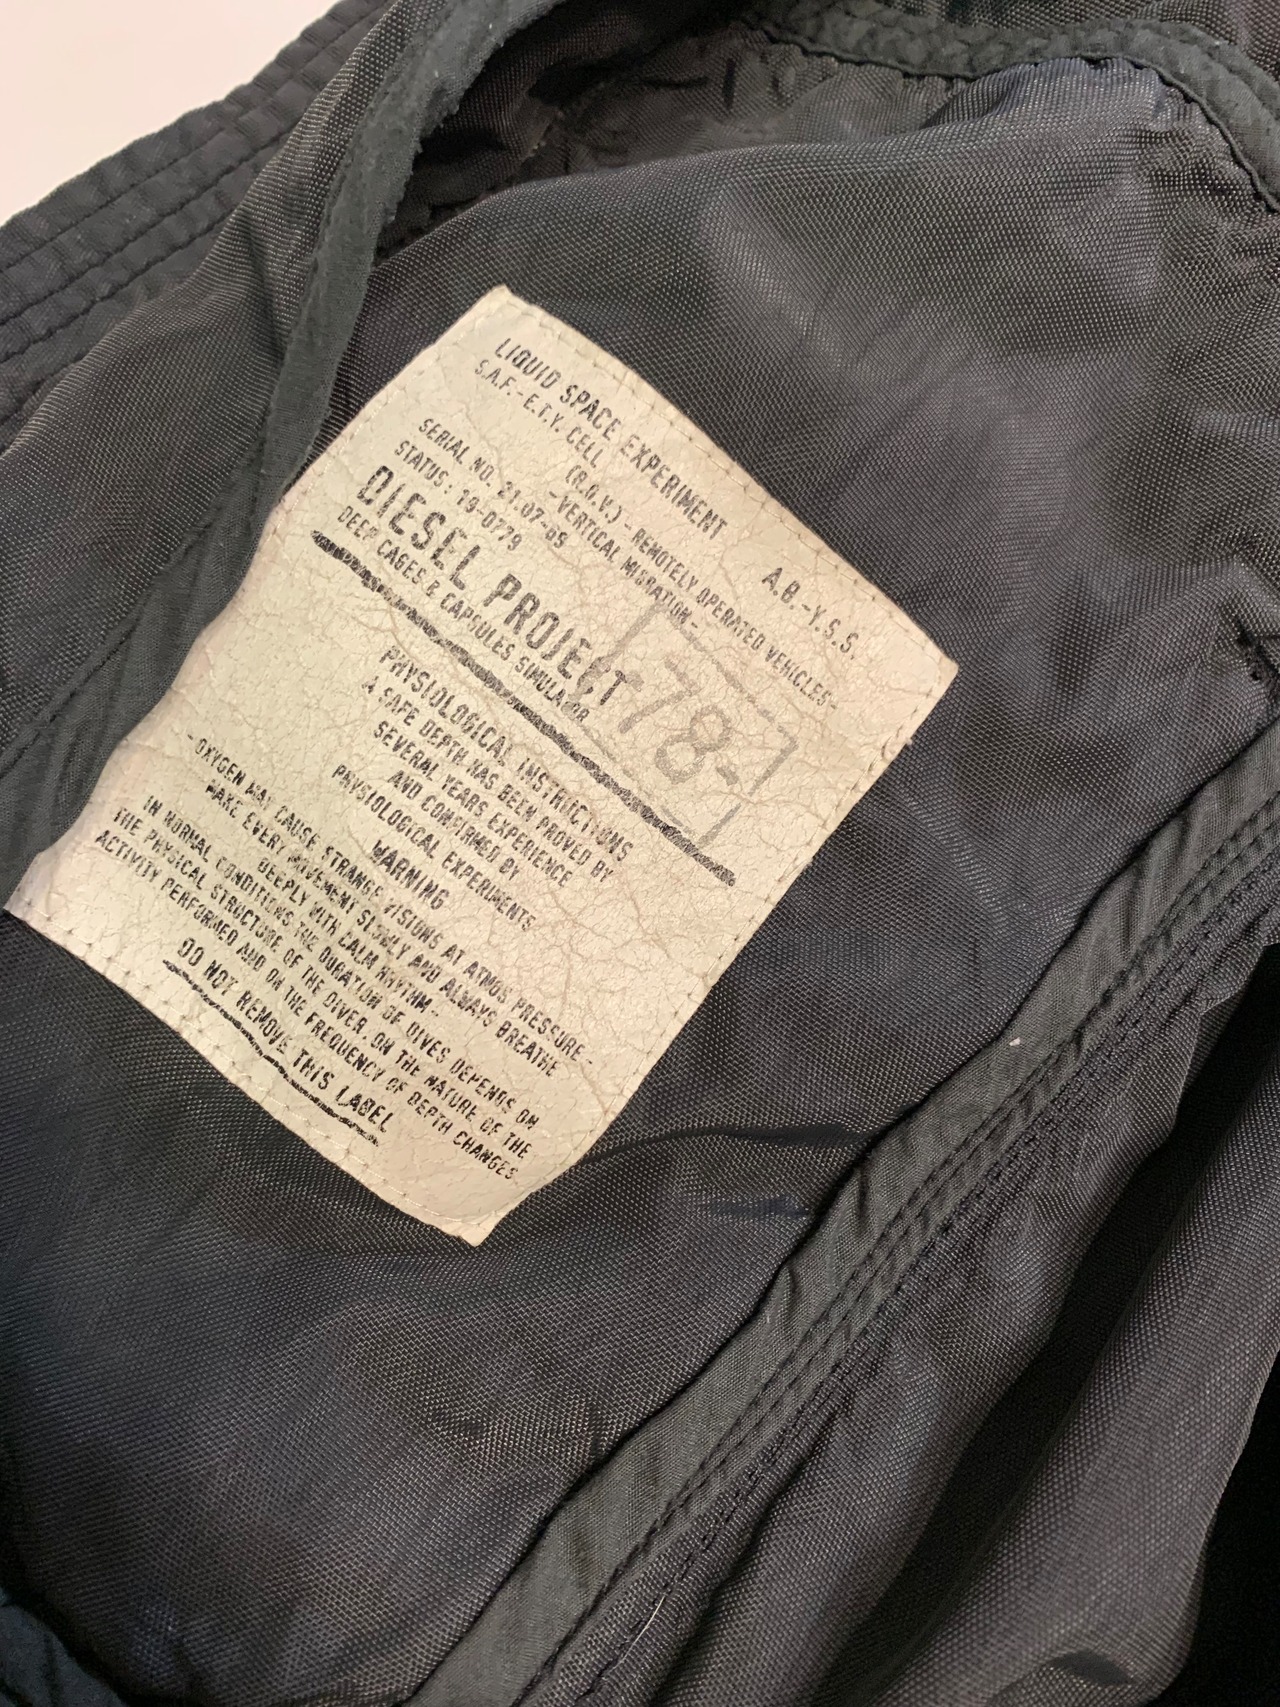 LIQUID SPACE EXPERIMENT
S.A.F.-E.T.Y. CELL
A.B.-Y.S.S.
(R.O.V.) - REMOTELY OPERATED VEHICLES -
SERIAL NO. 21.07-65 -VERTICAL MIGRATION-
STATUS: 19-0779
DIESEL PROJECT
-78-
DEEP CAGES & CAPSULES SIMULATOR
PHYSIOLOGICAL INSTRUCTIONS
A SAFE DEPTH HAS BEEN PROVED BY
SEVERAL YEARS EXPERIENCE
AND CONFIRMED BY
PHYSIOLOGICAL EXPERIMENTS
WARNING
- OXYGEN MAY CAUSE STRANGE VISIONS AT ATMOS PRESSURE -
MAKE EVERY MOVEMENT SLOWLY AND ALWAYS BREATHE
DEEPLY WITH CALM RHYTHM -
IN NORMAL CONDITIONS THE DURATION OF DIVES DEPENDS ON
THE PHYSICAL STRUCTURE OF THE DIVER, ON THE NATURE OF THE
ACTIVITY PERFORMED AND ON THE FREQUENCY OF DEPTH CHANGES
DO NOT REMOVE THIS LABEL